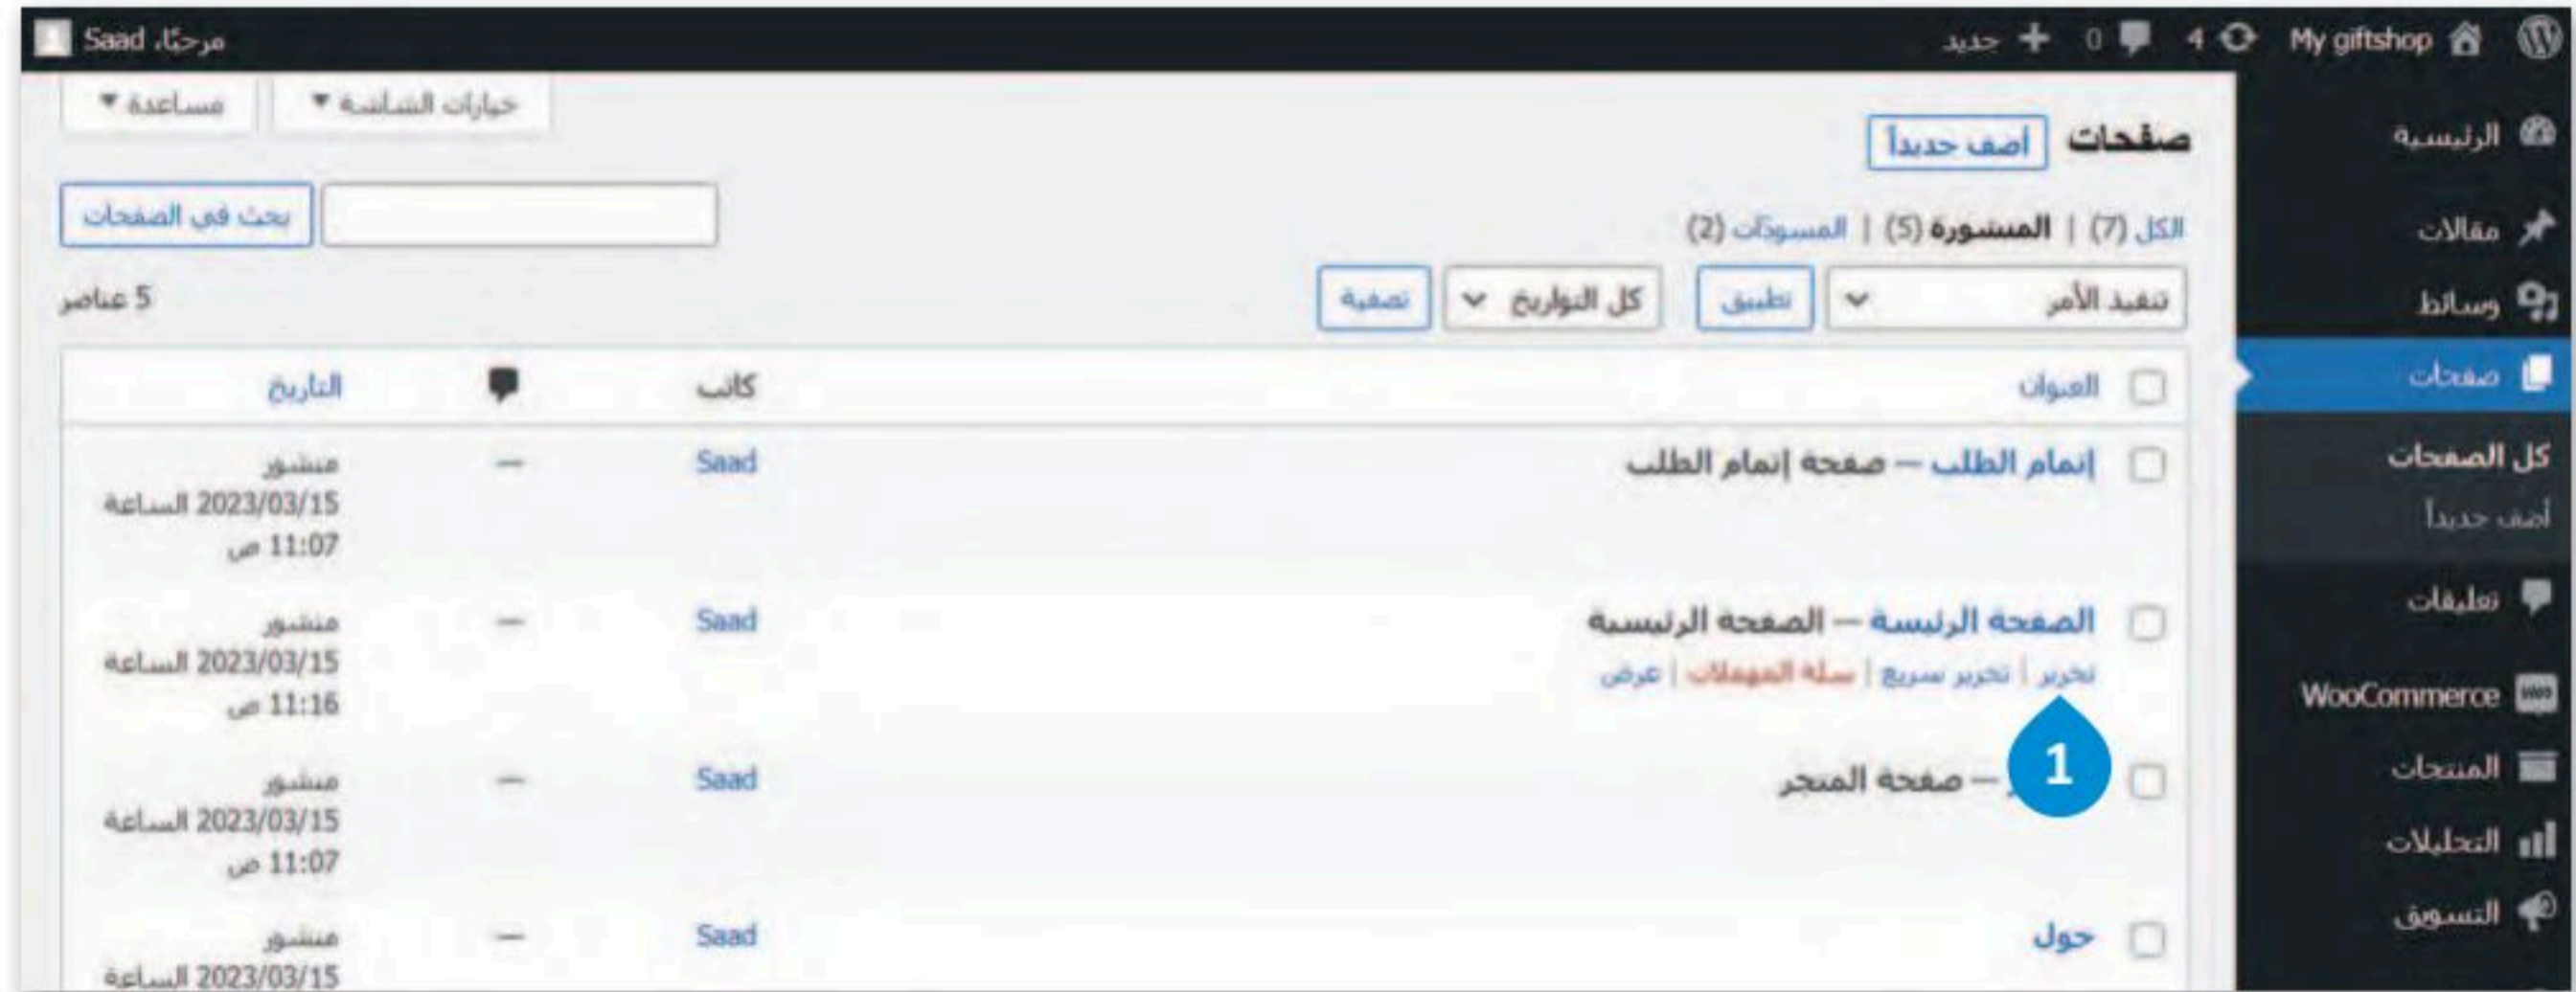 My giftshop 4 0 جديد
مرحبًا، Saad
الرئيسية
مقالات
وسائط
صفحات
كل الصفحات
أضف جديداً
تعليقات
WooCommerce
المنتجات
التحليلات
التسويق
خيارات الشاشة
مساعدة
صفحات أضف جديداً
الكل (7) | المنشورة (5) | المسودّات (2)
بحث في الصفحات
تنفيذ الأمر تطبيق كل التواريخ تصفية
5 عناصر
العنوان كاتب التاريخ
إتمام الطلب — صفحة إتمام الطلب Saad — منشور
2023/03/15 الساعة
11:07 ص
الصفحة الرئيسة — الصفحة الرئيسية Saad — منشور
تحرير | تحرير سريع | سلة المهملات | عرض 2023/03/15 الساعة
11:16 ص
1
— صفحة المتجر Saad — منشور
2023/03/15 الساعة
11:07 ص
حول Saad — منشور
2023/03/15 الساعة